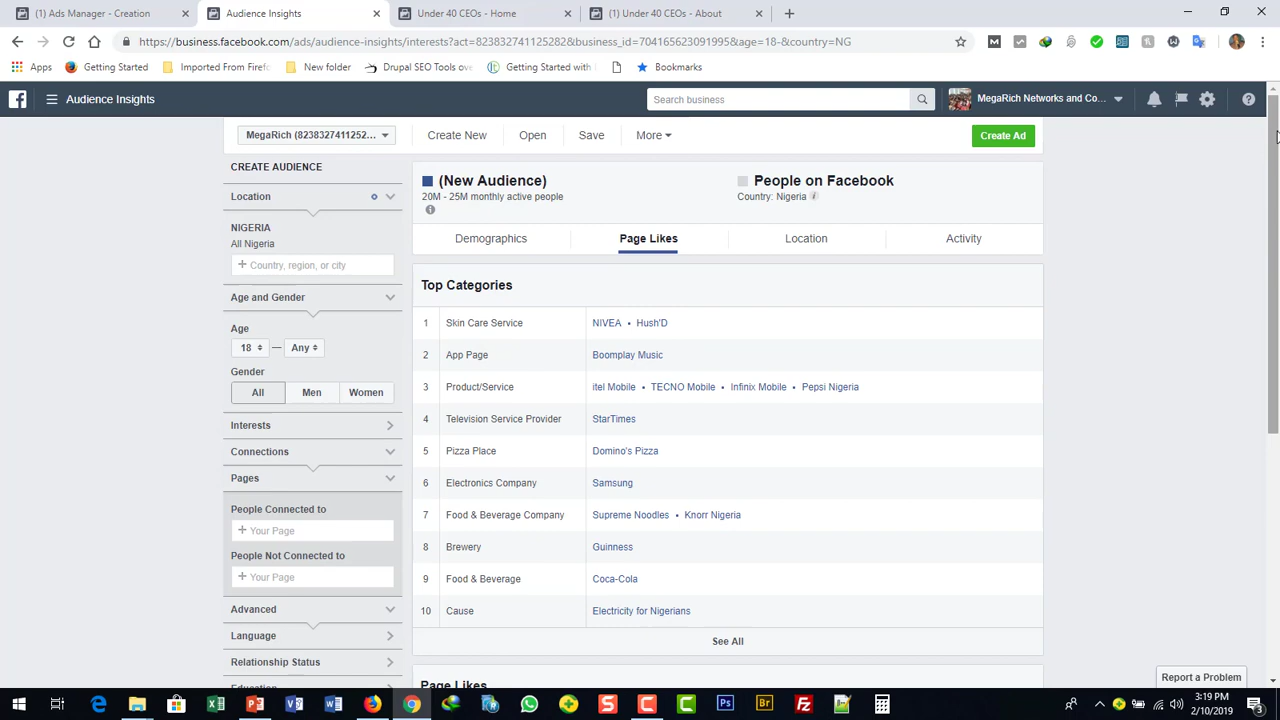 (1) Ads Manager - Creation
Audience Insights
Under 40 CEOs - Home
(1) Under 40 CEOs - About
https://business.facebook.com/ads/audience-insights/interests?act=823832741125282&business_id=704165623091995&age=18-&country=NG
Apps
Getting Started
Imported From Firef
New folder
Drupal SEO Tools ove
Getting Started with
Bookmarks
Audience Insights
Search business
MegaRich Networks and Co...
MegaRich (8238327411252...
Create New
Open
Save
More
Create Ad
CREATE AUDIENCE
Location
NIGERIA
All Nigeria
+ Country, region, or city
Age and Gender
Age
18 — Any
Gender
All
Men
Women
Interests
Connections
Pages
People Connected to
+ Your Page
People Not Connected to
+ Your Page
Advanced
Language
Relationship Status
(New Audience)
20M - 25M monthly active people
People on Facebook
Country: Nigeria
Demographics
Page Likes
Location
Activity
Top Categories
1 Skin Care Service NIVEA • Hush'D
2 App Page Boomplay Music
3 Product/Service itel Mobile • TECNO Mobile • Infinix Mobile • Pepsi Nigeria
4 Television Service Provider StarTimes
5 Pizza Place Domino's Pizza
6 Electronics Company Samsung
7 Food & Beverage Company Supreme Noodles • Knorr Nigeria
8 Brewery Guinness
9 Food & Beverage Coca-Cola
10 Cause Electricity for Nigerians
See All
Page Likes
Report a Problem
3:19 PM
2/10/2019